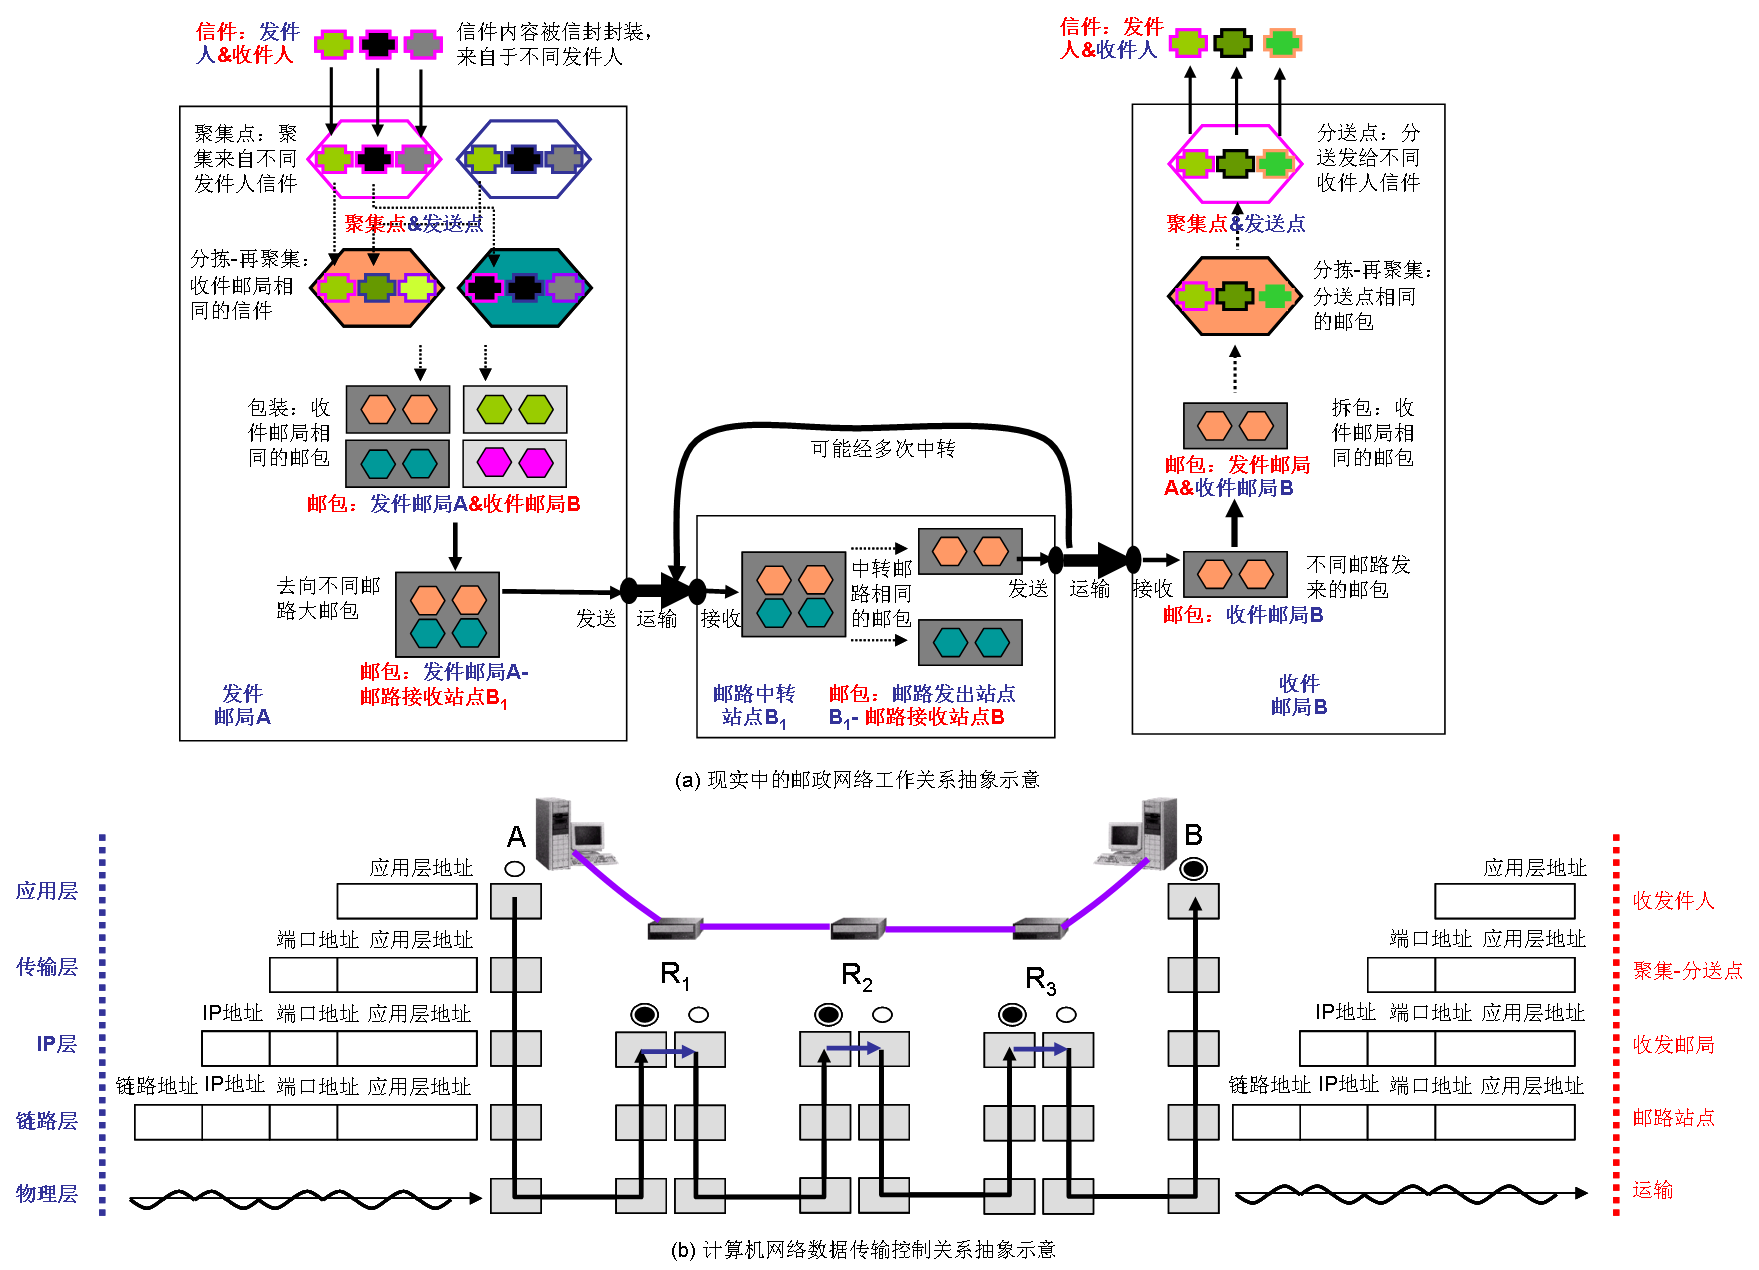 信件：发件
人&收件人
信件内容被信封封装，
来自于不同发件人
信件：发件
人&收件人
聚集点：聚
集来自不同
发件人信件
聚集点&发送点
分拣-再聚集：
收件邮局相
同的信件
包装：收
件邮局相
同的邮包
邮包：发件邮局A&收件邮局B
去向不同邮
路大邮包
邮包：发件邮局A-
邮路接收站点B1
发件
邮局A
发送
运输
接收
可能经多次中转
中转邮
路相同
的邮包
邮路中转
站点B1
邮包：邮路发出站点
B1- 邮路接收站点B
发送
运输
接收
分送点：分
送发给不同
收件人信件
聚集点&发送点
分拣-再聚集：
分送点相同
的邮包
拆包：收
件邮局相
同的邮包
邮包：发件邮局
A&收件邮局B
不同邮路发
来的邮包
邮包：收件邮局B
收件
邮局B
(a) 现实中的邮政网络工作关系抽象示意
A
B
R1
R2
R3
应用层
应用层地址
应用层地址
收发件人
传输层
端口地址 应用层地址
端口地址 应用层地址
聚集-分送点
IP层
IP地址 端口地址 应用层地址
IP地址 端口地址 应用层地址
收发邮局
链路层
链路地址 IP地址 端口地址 应用层地址
链路地址 IP地址 端口地址 应用层地址
邮路站点
物理层
运输
(b) 计算机网络数据传输控制关系抽象示意